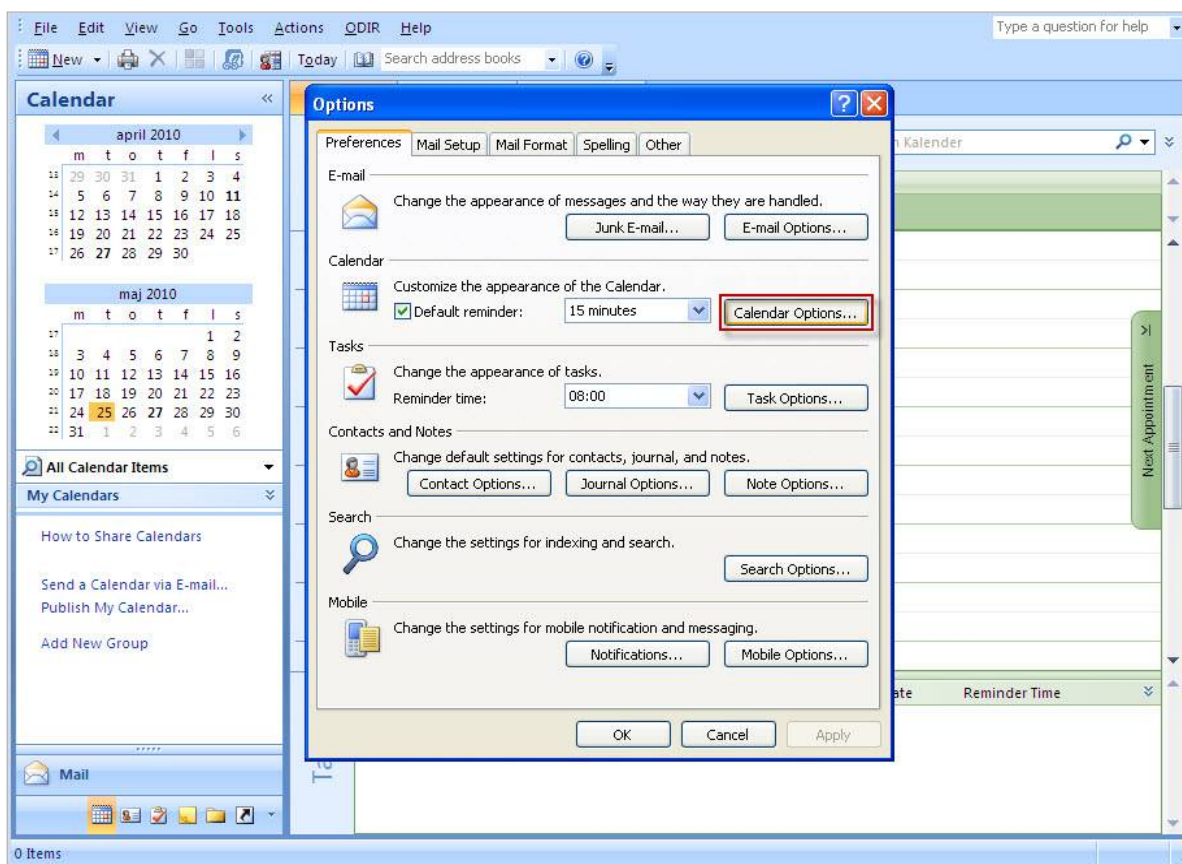 File Edit View Go Tools Actions ODIR Help Type a question for help
New Today Search address books
Calendar «
april 2010
m t o t f l s
13 29 30 31 1 2 3 4
14 5 6 7 8 9 10 11
15 12 13 14 15 16 17 18
16 19 20 21 22 23 24 25
17 26 27 28 29 30
maj 2010
m t o t f l s
17 1 2
18 3 4 5 6 7 8 9
19 10 11 12 13 14 15 16
20 17 18 19 20 21 22 23
21 24 25 26 27 28 29 30
22 31 1 2 3 4 5 6
All Calendar Items
My Calendars
How to Share Calendars
Send a Calendar via E-mail...
Publish My Calendar...
Add New Group
Mail
0 Items
Options
Preferences Mail Setup Mail Format Spelling Other
E-mail
Change the appearance of messages and the way they are handled.
Junk E-mail... E-mail Options...
Calendar
Customize the appearance of the Calendar.
Default reminder: 15 minutes Calendar Options...
Tasks
Change the appearance of tasks.
Reminder time: 08:00 Task Options...
Contacts and Notes
Change default settings for contacts, journal, and notes.
Contact Options... Journal Options... Note Options...
Search
Change the settings for indexing and search.
Search Options...
Mobile
Change the settings for mobile notification and messaging.
Notifications... Mobile Options...
OK Cancel Apply
Kalender
Next Appointment
Reminder Time